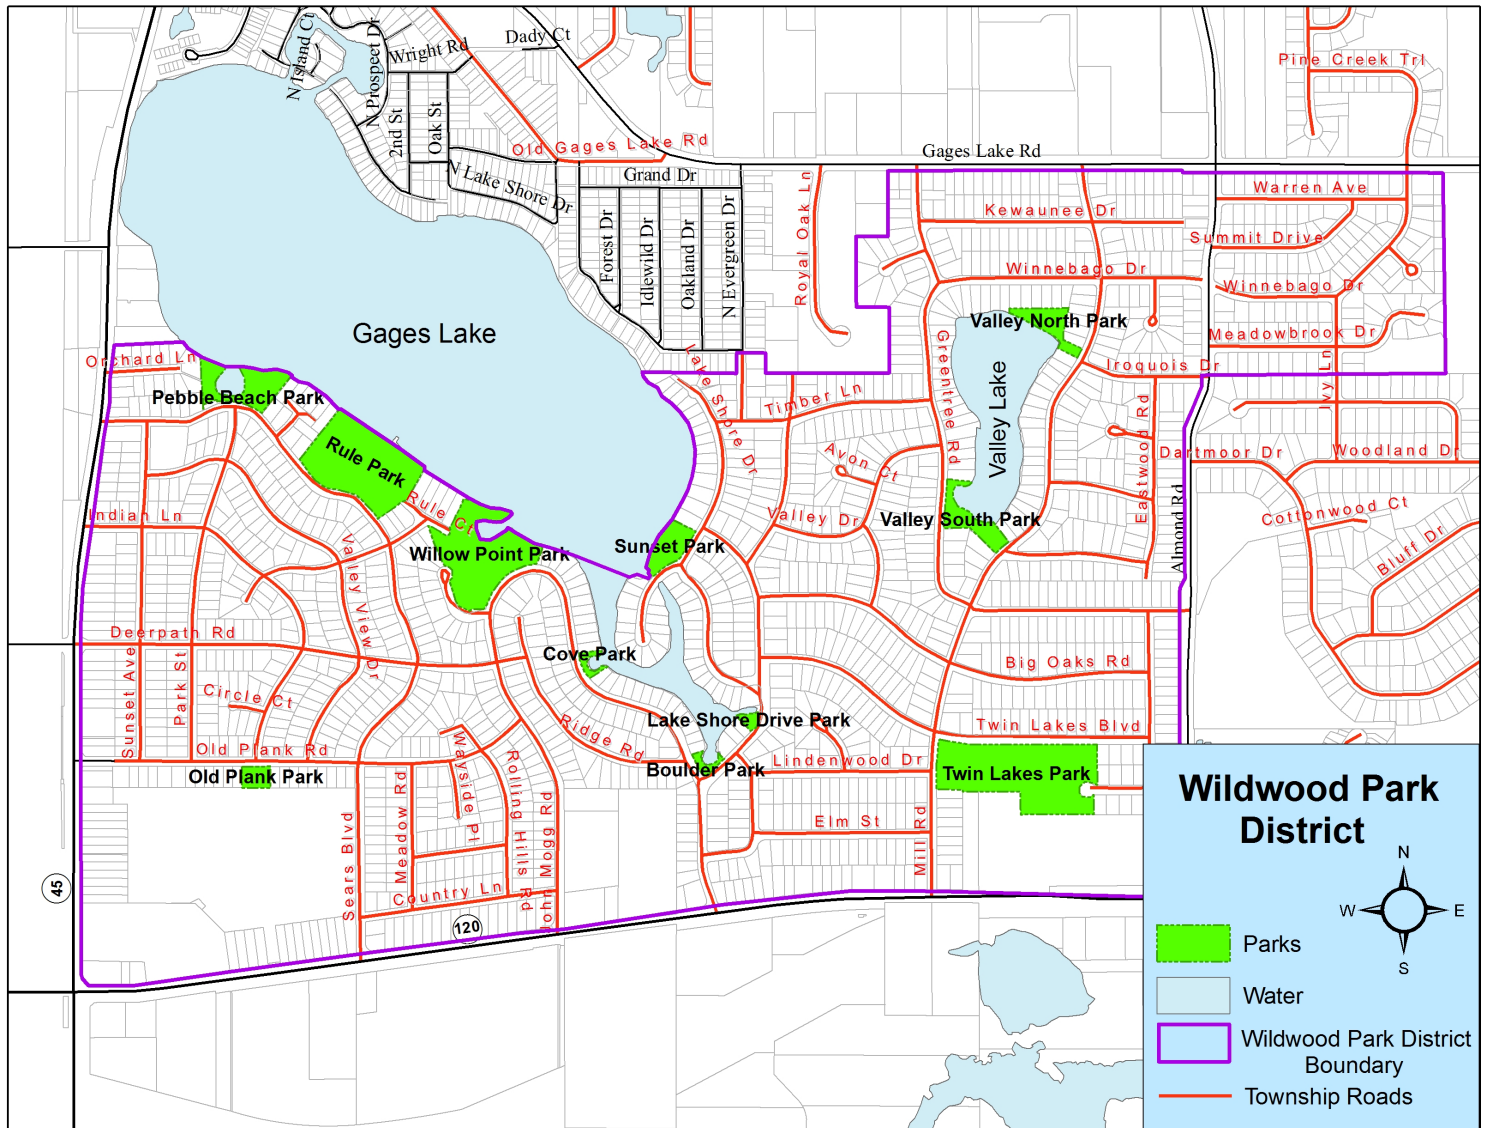 N Island Ct
N Prospect Dr
Wright Rd
Dady Ct
Pine Creek Trl
2nd St
Oak St
Old Gages Lake Rd
Gages Lake Rd
N Lake Shore Dr
Grand Dr
Forest Dr
Idlewild Dr
Oakland Dr
N Evergreen Dr
Royal Oak Ln
Warren Ave
Kewaunee Dr
Summit Drive
Winnebago Dr
Winnebago Dr
Valley North Park
Meadowbrook Dr
Gages Lake
Orchard Ln
Pebble Beach Park
Lake Shore Dr
Timber Ln
Greentree Rd
Valley Lake
Iroquois Dr
Ivy Ln
Rule Park
Avon Ct
Eastwood Rd
Dartmoor Dr
Woodland Dr
Rule Ct
Indian Ln
Valley Dr
Valley South Park
Almond Rd
Cottonwood Ct
Bluff Dr
Willow Point Park
Sunset Park
Valley View Dr
Deerpath Rd
Cove Park
Big Oaks Rd
Sunset Ave
Park St
Circle Ct
Lake Shore Drive Park
Twin Lakes Blvd
Ridge Rd
Old Plank Rd
Wayside Pl
Rolling Hills Rd
Old Plank Park
Boulder Park
Lindenwood Dr
Twin Lakes Park
Meadow Rd
John Mogg Rd
Elm St
Mill Rd
Sears Blvd
Country Ln
45
120
Wildwood Park
District
N
W
E
S
Parks
Water
Wildwood Park District
Boundary
Township Roads